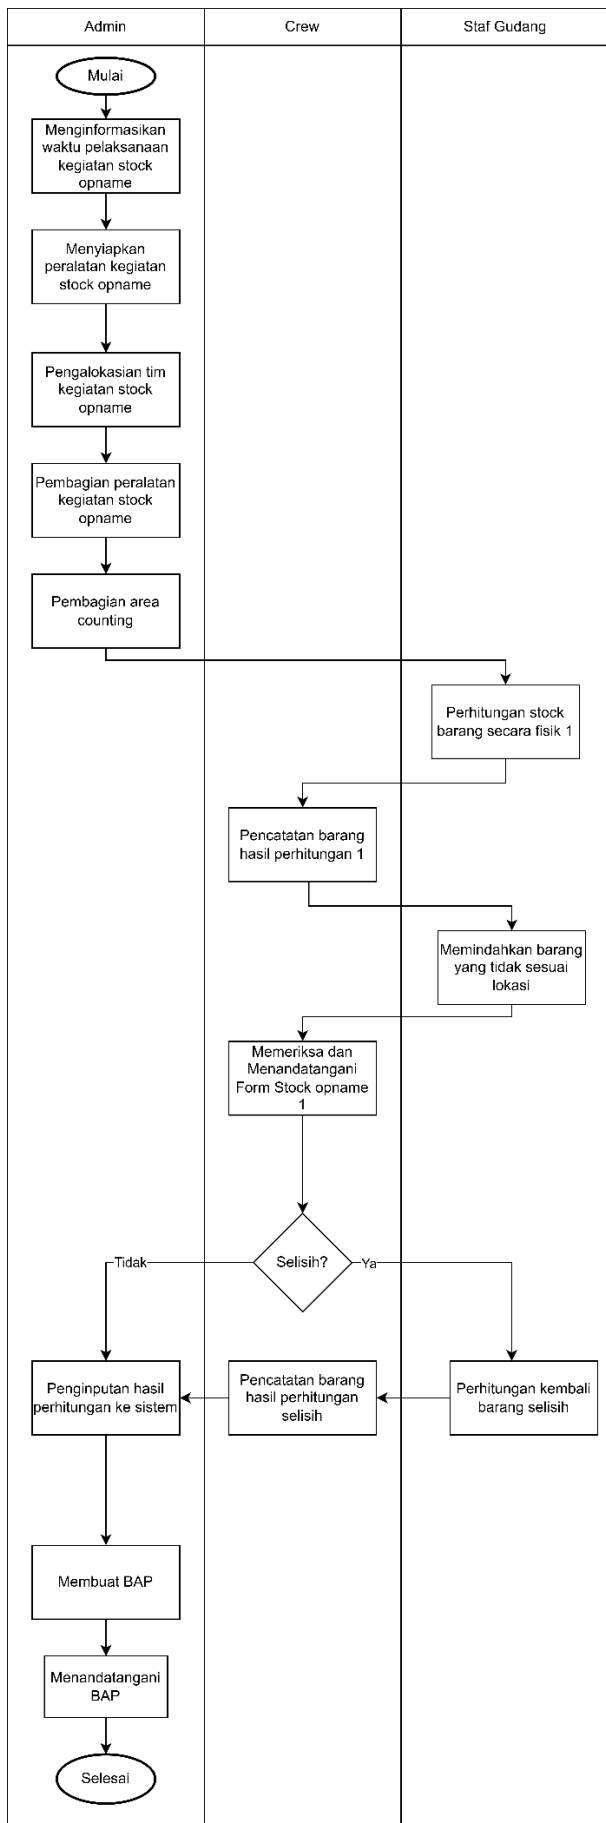 Admin
Crew
Staf Gudang
Mulai
Menginformasikan
waktu pelaksanaan
kegiatan stock
opname
Menyiapkan
peralatan kegiatan
stock opname
Pengalokasian tim
kegiatan stock
opname
Pembagian peralatan
kegiatan stock
opname
Pembagian area
counting
Perhitungan stock
barang secara fisik 1
Pencatatan barang
hasil perhitungan 1
Memindahkan barang
yang tidak sesuai
lokasi
Memeriksa dan
Menandatangani
Form Stock opname
1
Tidak
Selisih?
Ya
Penginputan hasil
perhitungan ke sistem
Pencatatan barang
hasil perhitungan
selisih
Perhitungan kembali
barang selisih
Membuat BAP
Menandatangani
BAP
Selesai